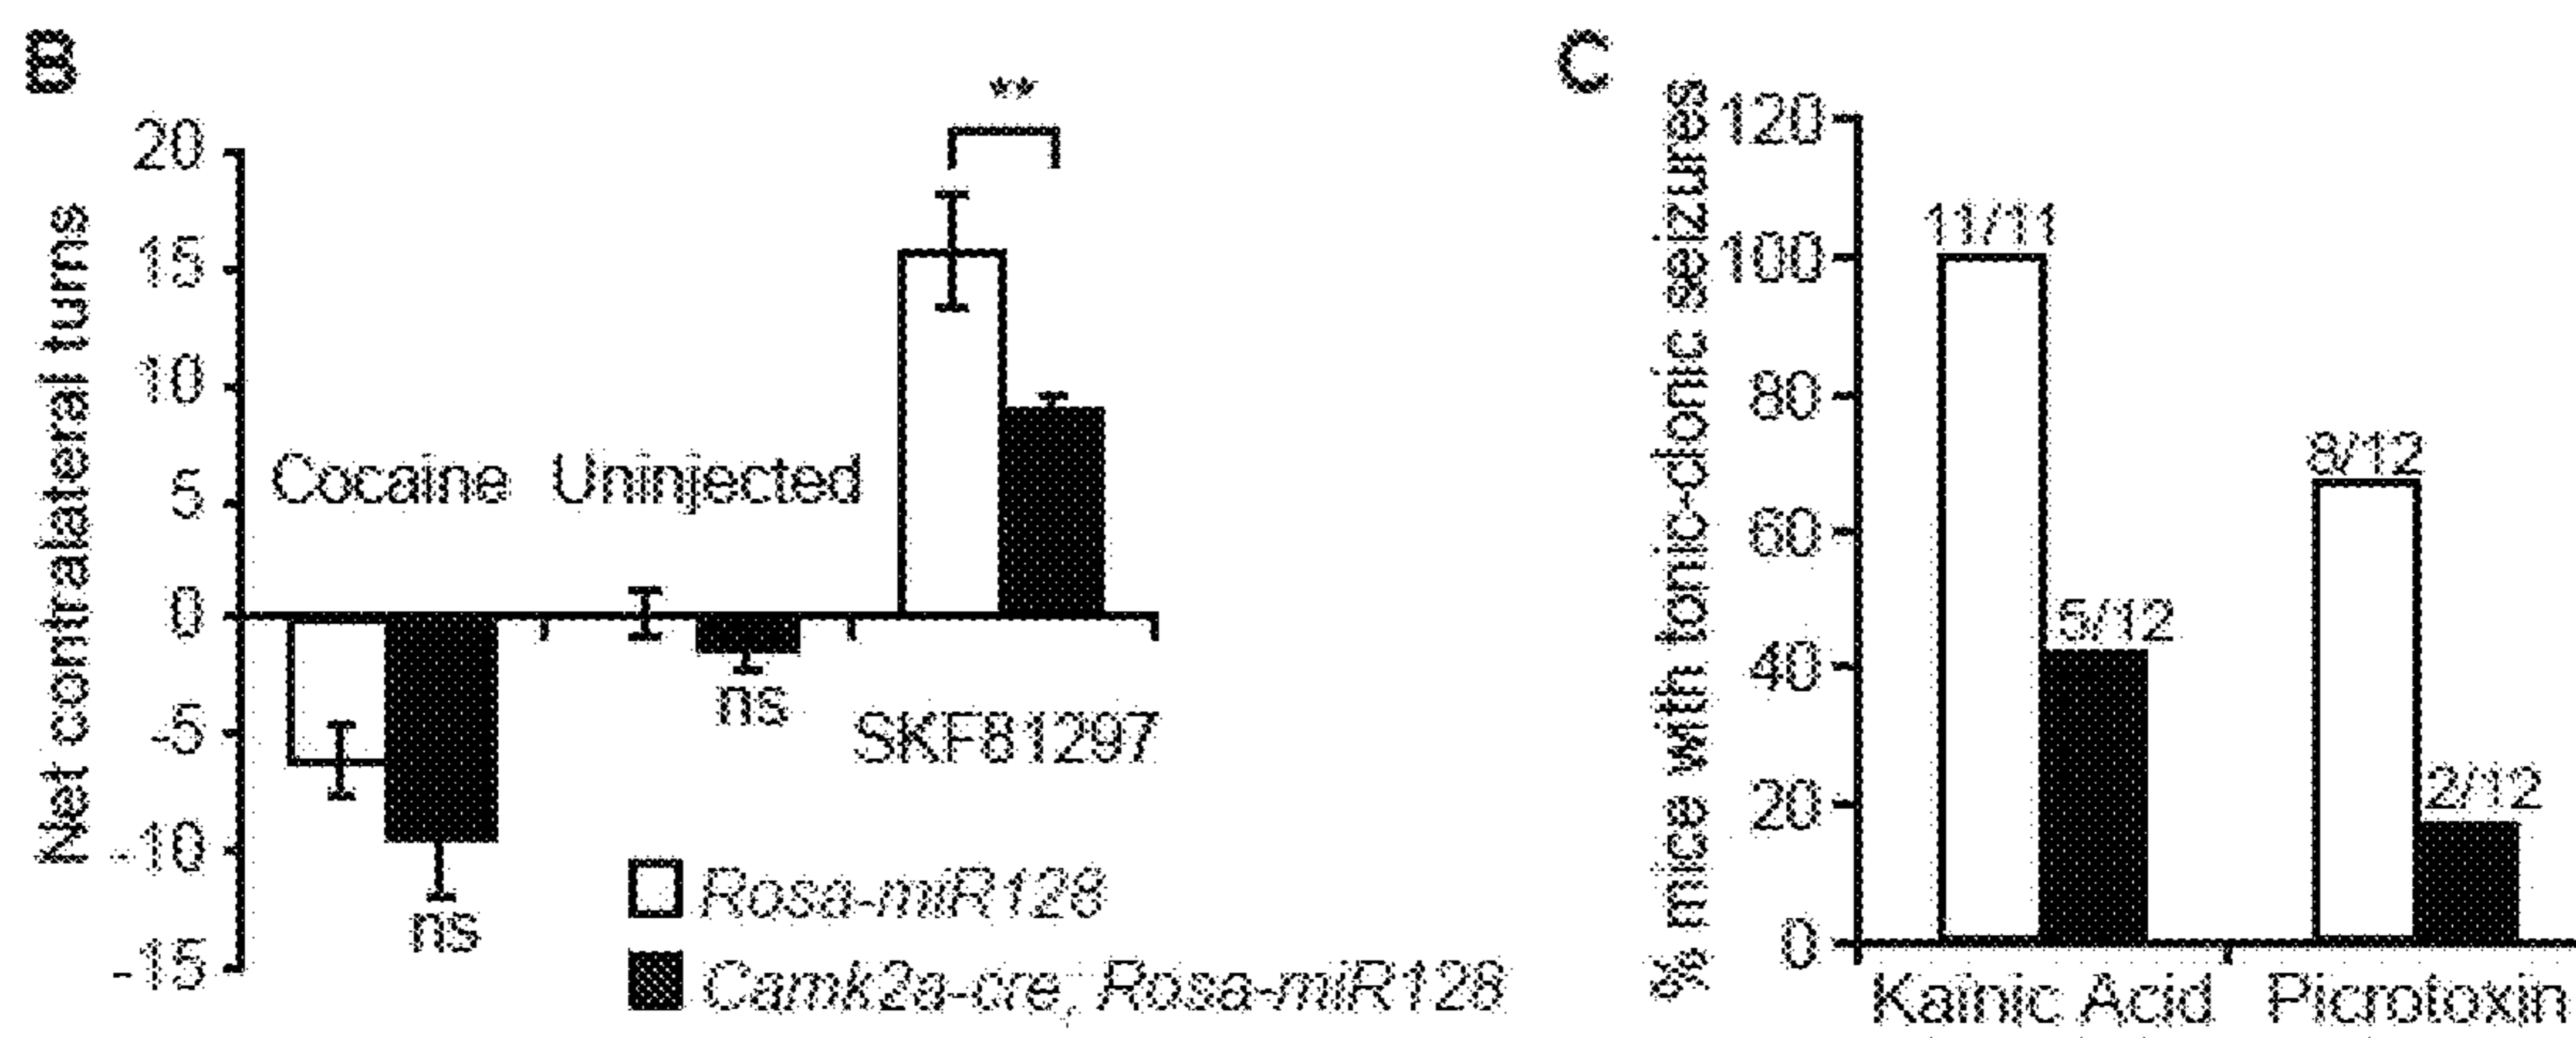 B
Net contralateral turns
20
15
10
5
0
-5
-10
-15
Cocaine
Uninjected
**
ns
ns
SKF81297
Rosa-miR128
Camk2a-cre; Rosa-miR128
C
% mice with tonic-clonic seizures
120
100
80
60
40
20
0
11/11
5/12
8/12
2/12
Kainic Acid
Picrotoxin